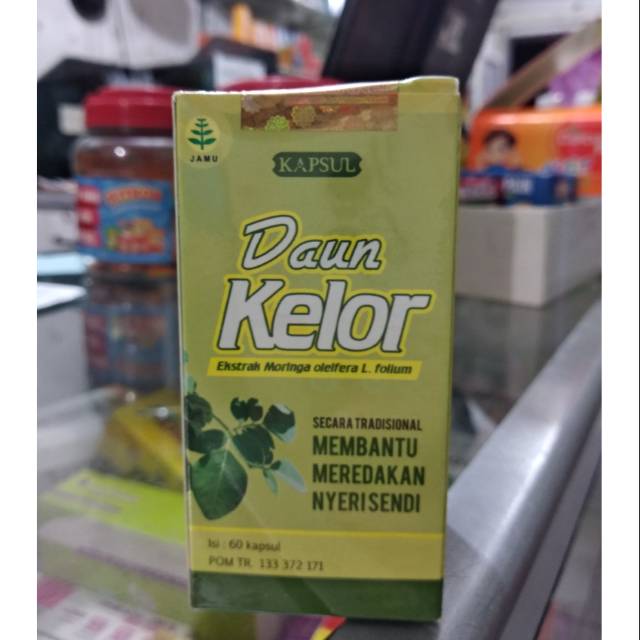 JAMU
KAPSUL
Daun
Kelor
Ekstrak Moringa oleifera L. folium
SECARA TRADISIONAL
MEMBANTU
MEREDAKAN
NYERI SENDI
Isi : 60 kapsul
POM TR. 133 372 171